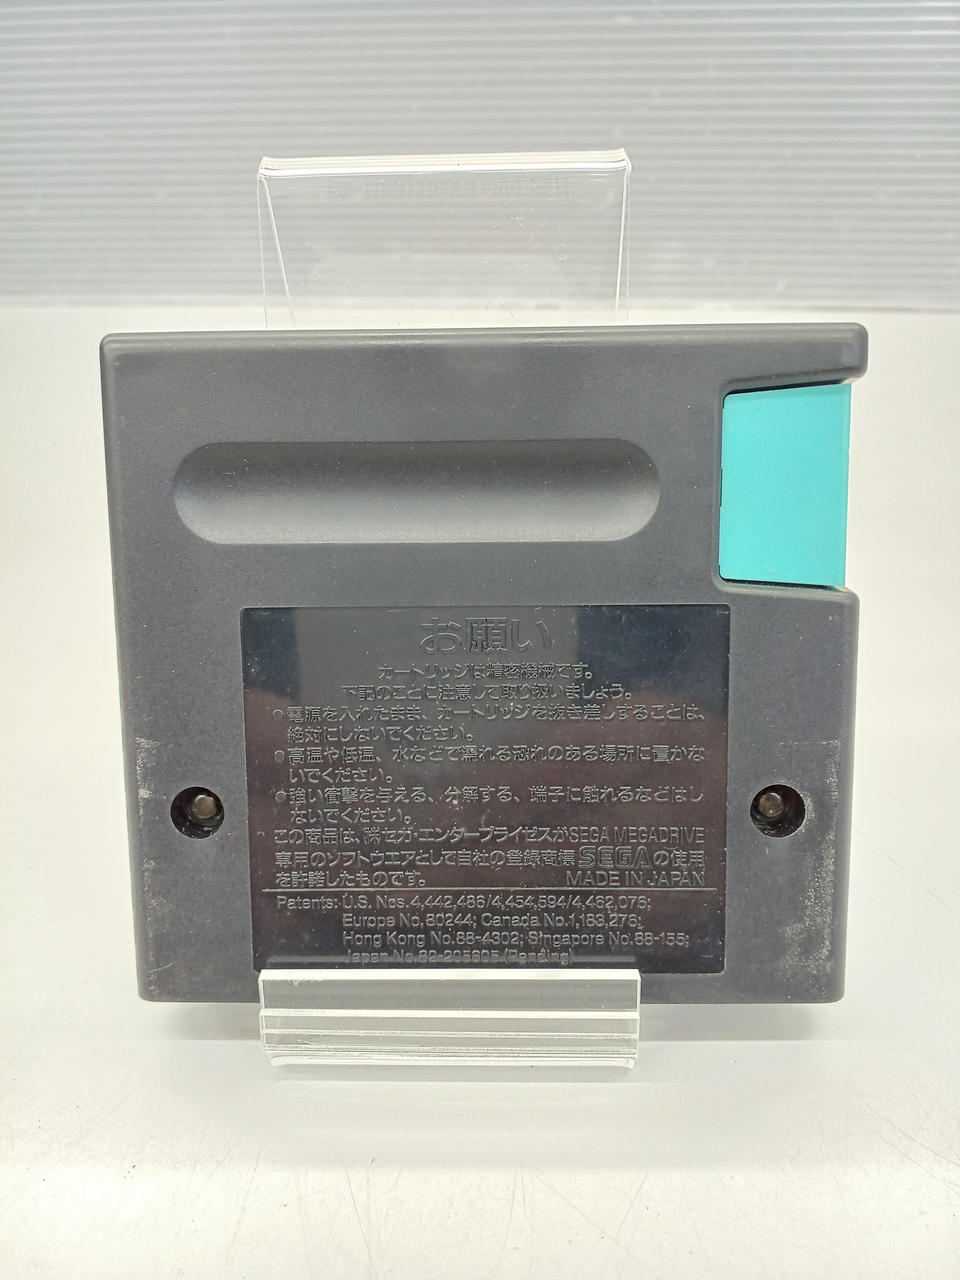 お願い
カートリッジは精密機械です。
下記のことに注意して取り扱いましょう。
●電源を入れたまま、カートリッジを抜き差しすることは、
絶対にしないでください。
●高温や低温、水などで濡れる恐れのある場所に置かな
いでください。
●強い衝撃を与える、分解する、端子に触れるなどはし
ないでください。
この商品は、㈱セガ・エンタープライゼスがSEGA MEGADRIVE
専用のソフトウエアとして自社の登録商標SEGAの使用
を許諾したものです。 MADE IN JAPAN
Patents: U.S. Nos. 4,442,486/4,454,594/4,462,076;
Europe No. 80244; Canada No. 1,183,276;
Hong Kong No. 88-4302; Singapore No. 88-155;
Japan No. 82-205605 (Pending)